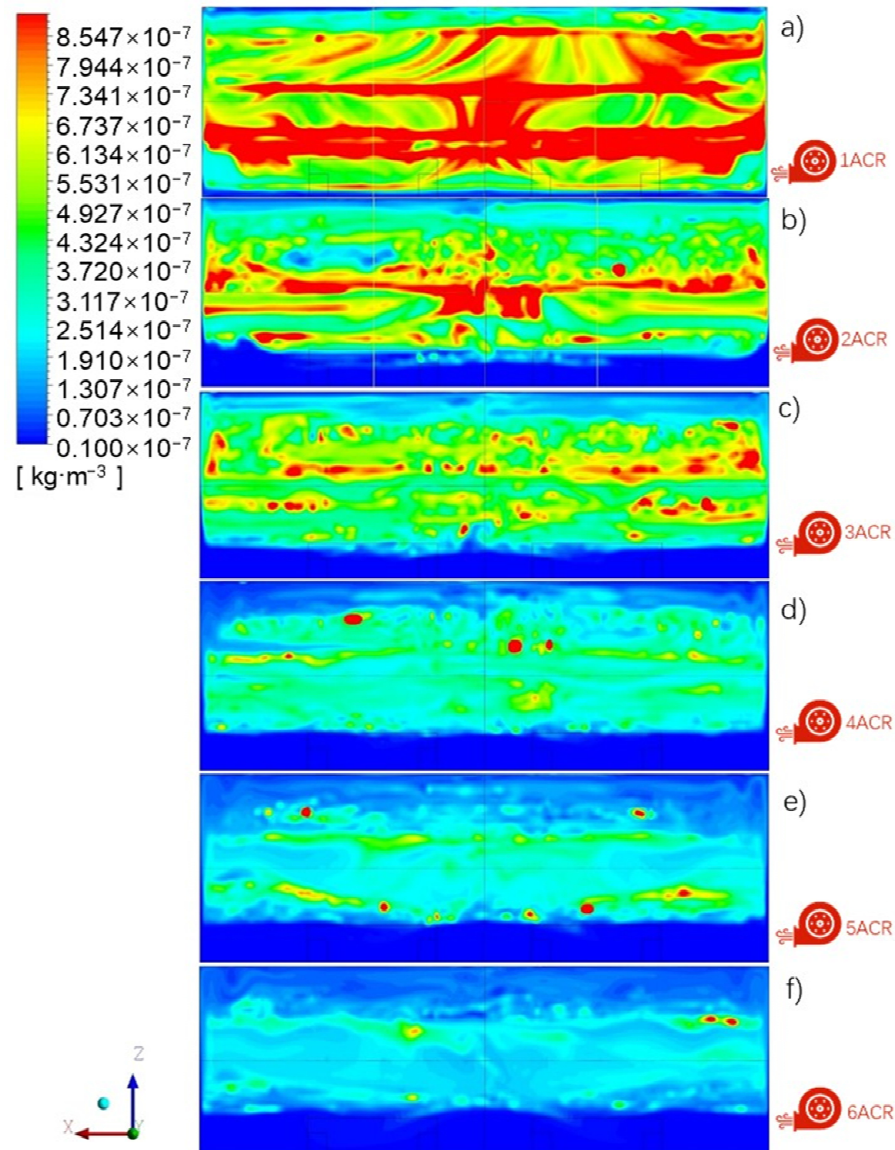 8.547×10⁻⁷
7.944×10⁻⁷
7.341×10⁻⁷
6.737×10⁻⁷
6.134×10⁻⁷
5.531×10⁻⁷
4.927×10⁻⁷
4.324×10⁻⁷
3.720×10⁻⁷
3.117×10⁻⁷
2.514×10⁻⁷
1.910×10⁻⁷
1.307×10⁻⁷
0.703×10⁻⁷
0.100×10⁻⁷
[ kg·m⁻³ ]
a)
1ACR
b)
2ACR
c)
3ACR
d)
4ACR
e)
5ACR
f)
6ACR
Z
X
Y